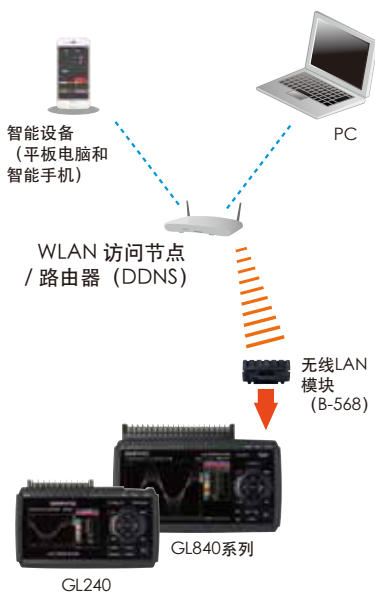 智能设备
（平板电脑和
智能手机）
PC
WLAN 访问节点
/ 路由器（DDNS）
无线LAN
模块
（B-568）
GL840系列
GL240